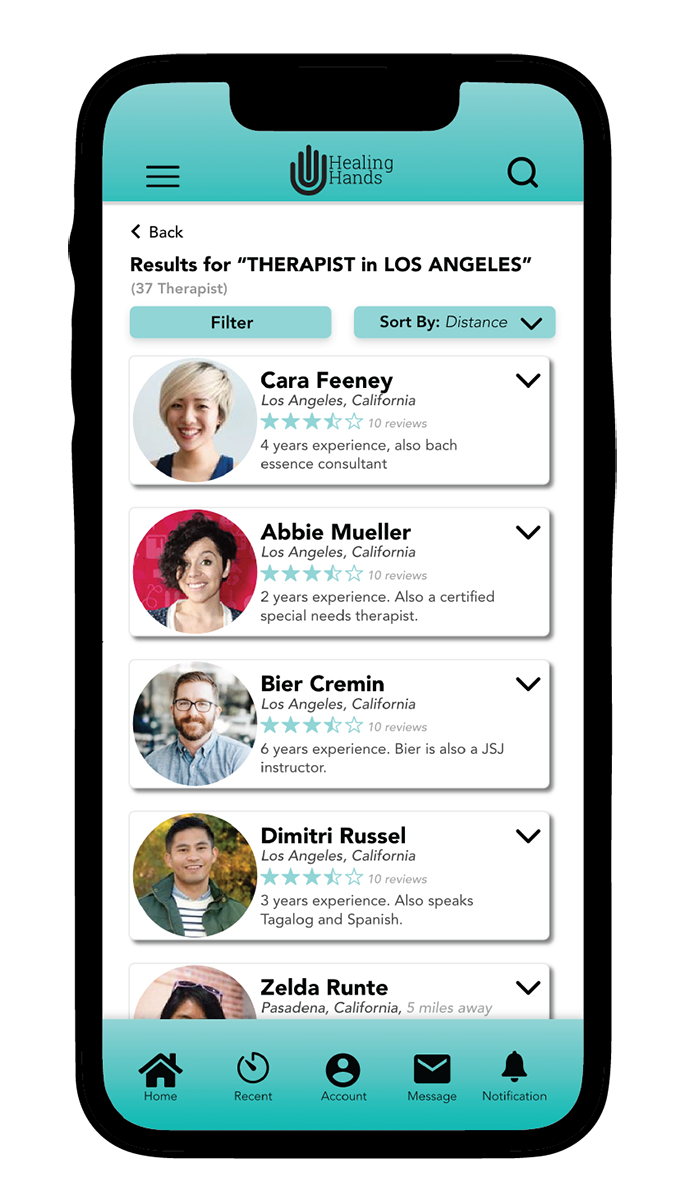 Healing
Hands
Back
Results for “THERAPIST in LOS ANGELES”
(37 Therapist)
Filter
Sort By: Distance
Cara Feeney
Los Angeles, California
10 reviews
4 years experience, also bach
essence consultant
Abbie Mueller
Los Angeles, California
10 reviews
2 years experience. Also a certified
special needs therapist.
Bier Cremin
Los Angeles, California
10 reviews
6 years experience. Bier is also a JSJ
instructor.
Dimitri Russel
Los Angeles, California
10 reviews
3 years experience. Also speaks
Tagalog and Spanish.
Zelda Runte
Pasadena, California, 5 miles away
Home
Recent
Account
Message
Notification